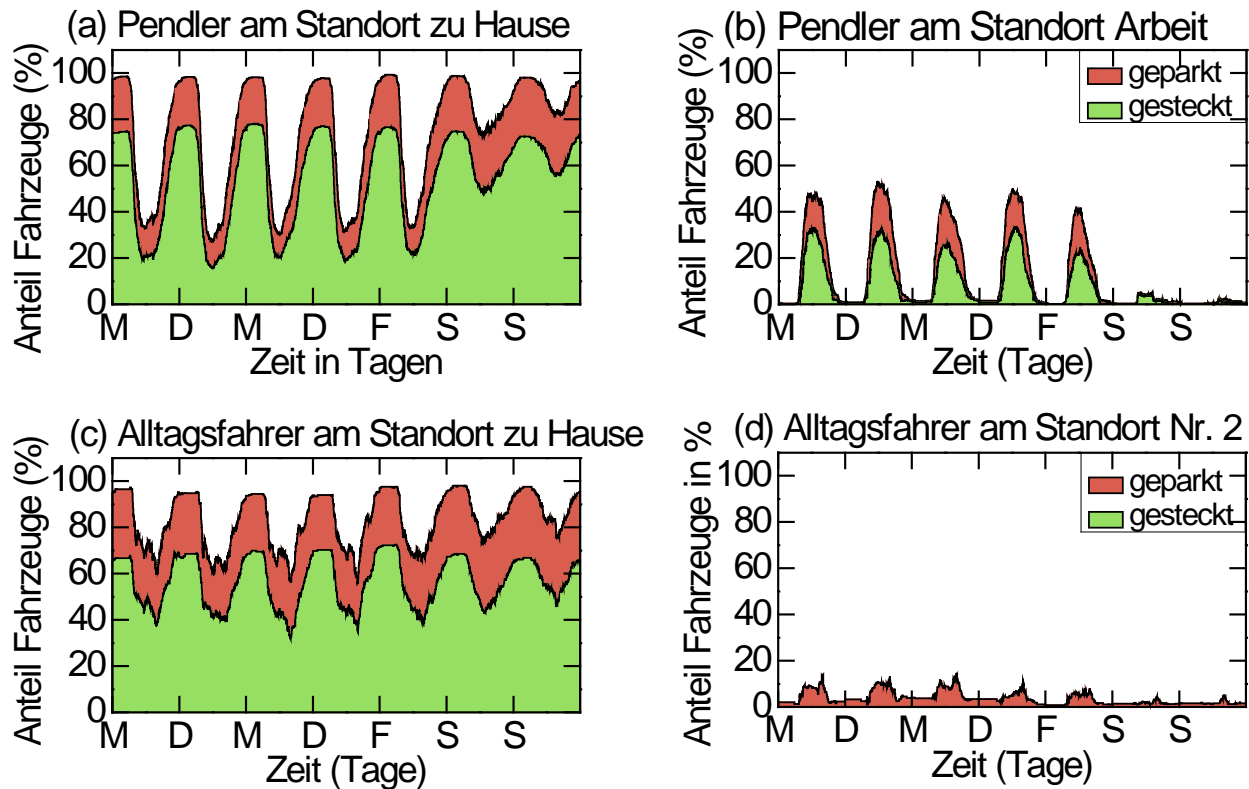 (a) Pendler am Standort zu Hause
Anteil Fahrzeuge (%)
100
80
60
40
20
0
M D M D F S S
Zeit in Tagen
(b) Pendler am Standort Arbeit
Anteil Fahrzeuge (%)
100
80
60
40
20
0
geparkt
gesteckt
M D M D F S S
Zeit (Tage)
(c) Alltagsfahrer am Standort zu Hause
Anteil Fahrzeuge (%)
100
80
60
40
20
0
M D M D F S S
Zeit (Tage)
(d) Alltagsfahrer am Standort Nr. 2
Anteil Fahrzeuge in %
100
80
60
40
20
0
geparkt
gesteckt
M D M D F S S
Zeit (Tage)